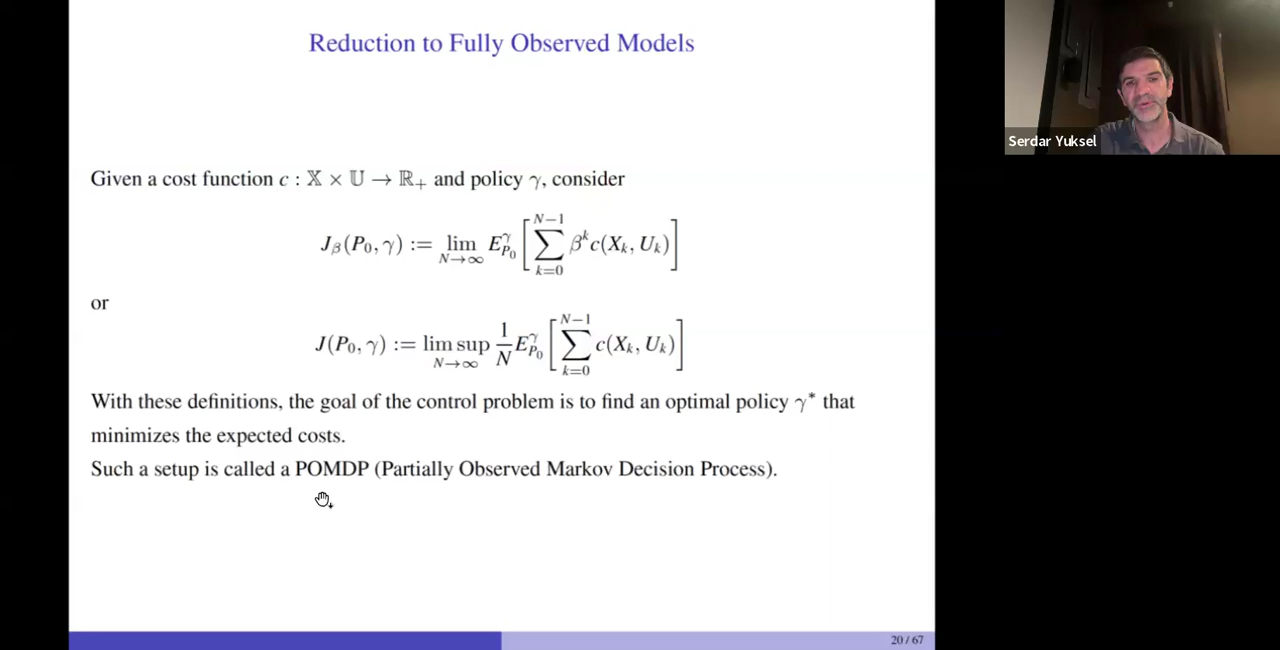 Reduction to Fully Observed Models
Serdar Yuksel
Given a cost function c : 𝕏 × 𝕌 → ℝ₊ and policy γ, consider
J_β(P₀, γ) := lim_{N→∞} E^γ_{P₀} [ ∑_{k=0}^{N−1} β^k c(X_k, U_k) ]
or
J(P₀, γ) := lim sup_{N→∞} 1/N E^γ_{P₀} [ ∑_{k=0}^{N−1} c(X_k, U_k) ]
With these definitions, the goal of the control problem is to find an optimal policy γ* that
minimizes the expected costs.
Such a setup is called a POMDP (Partially Observed Markov Decision Process).
20 / 67